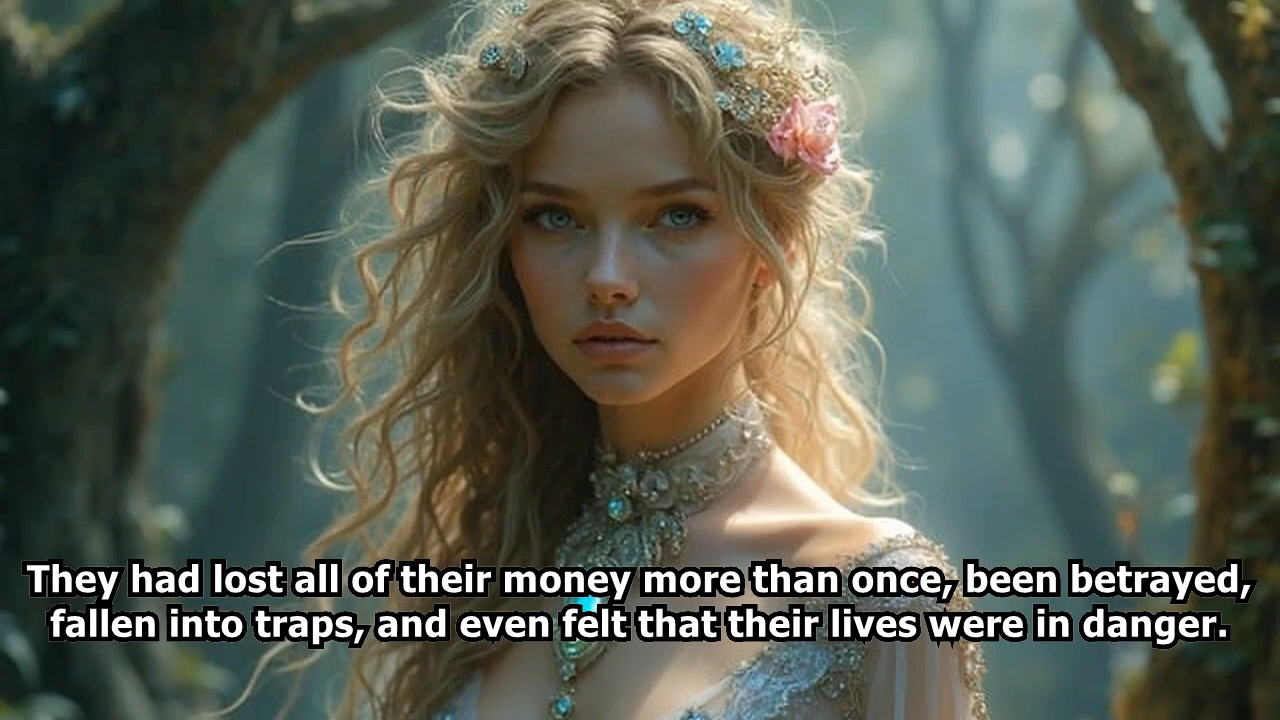 They had lost all of their money more than once, been betrayed,
fallen into traps, and even felt that their lives were in danger.